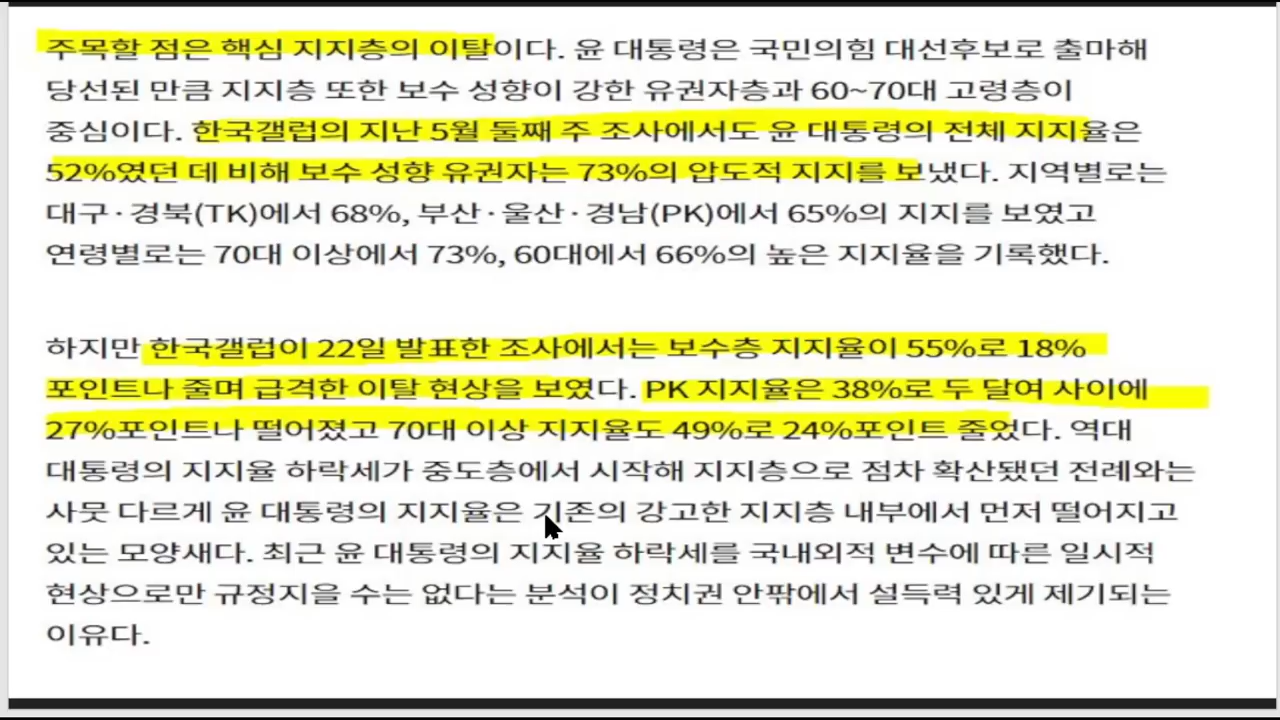 주목할 점은 핵심 지지층의 이탈이다. 윤 대통령은 국민의힘 대선후보로 출마해
당선된 만큼 지지층 또한 보수 성향이 강한 유권자층과 60~70대 고령층이
중심이다. 한국갤럽의 지난 5월 둘째 주 조사에서도 윤 대통령의 전체 지지율은
52%였던 데 비해 보수 성향 유권자는 73%의 압도적 지지를 보냈다. 지역별로는
대구·경북(TK)에서 68%, 부산·울산·경남(PK)에서 65%의 지지를 보였고
연령별로는 70대 이상에서 73%, 60대에서 66%의 높은 지지율을 기록했다.
하지만 한국갤럽이 22일 발표한 조사에서는 보수층 지지율이 55%로 18%
포인트나 줄며 급격한 이탈 현상을 보였다. PK 지지율은 38%로 두 달여 사이에
27%포인트나 떨어졌고 70대 이상 지지율도 49%로 24%포인트 줄었다. 역대
대통령의 지지율 하락세가 중도층에서 시작해 지지층으로 점차 확산됐던 전례와는
사뭇 다르게 윤 대통령의 지지율은 기존의 강고한 지지층 내부에서 먼저 떨어지고
있는 모양새다. 최근 윤 대통령의 지지율 하락세를 국내외적 변수에 따른 일시적
현상으로만 규정지을 수는 없다는 분석이 정치권 안팎에서 설득력 있게 제기되는
이유다.